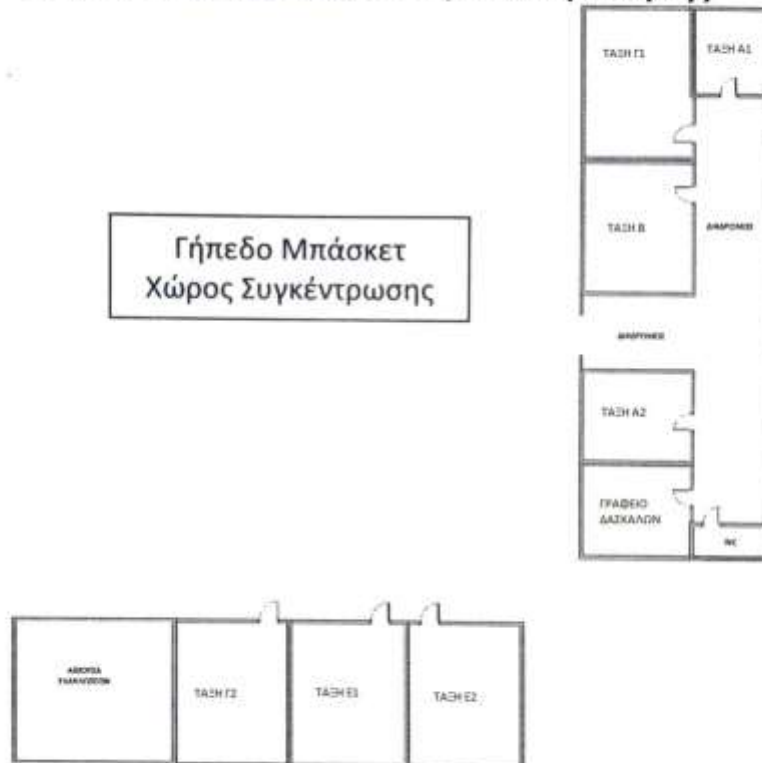 ΤΑΞΗ Γ1
ΤΑΞΗ Α1
Γήπεδο Μπάσκετ
Χώρος Συγκέντρωσης
ΤΑΞΗ Β
ΔΙΑΔΡΟΜΟΣ
ΔΙΑΔΡΟΜΟΣ
ΤΑΞΗ Α2
ΓΡΑΦΕΙΟ
ΔΑΣΚΑΛΩΝ
WC
ΑΙΘΟΥΣΑ
ΤΑΞΗ Γ2
ΤΑΞΗ Ε1
ΤΑΞΗ Ε2